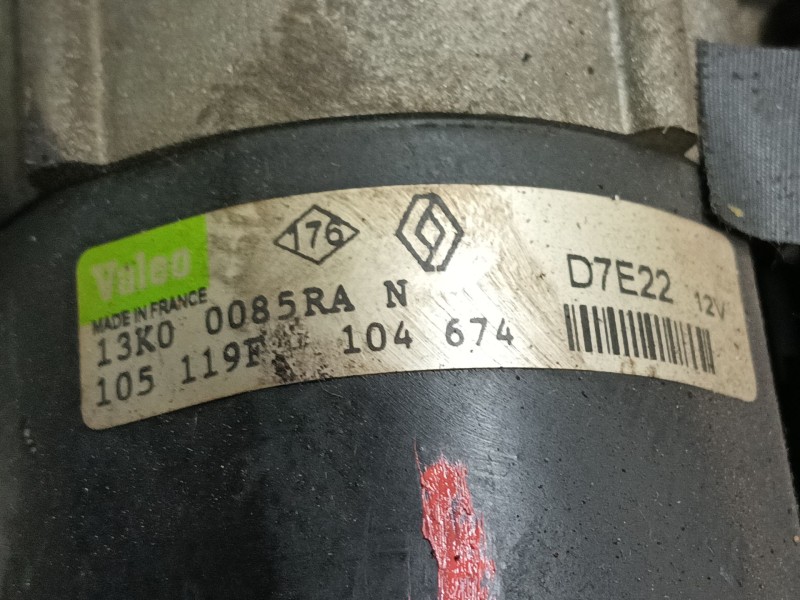 Valeo
MADE IN FRANCE
176
D7E22 12V
13K0 0085RA N
105 119F 104 674